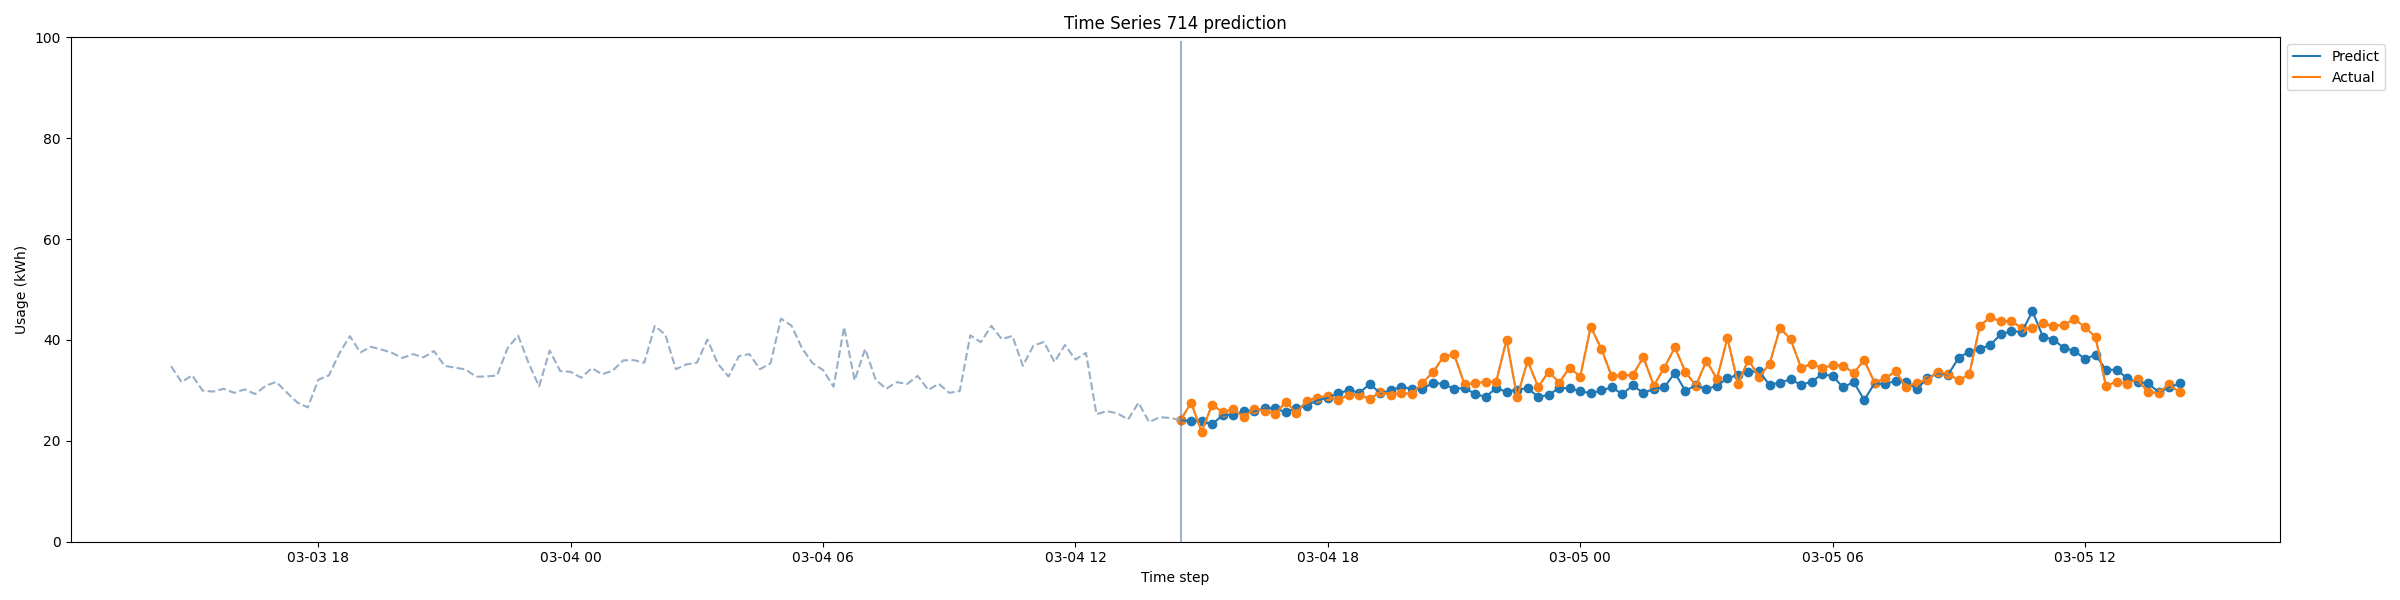 Time Series 714 prediction
100
80
60
40
20
0
Usage (kWh)
Predict
Actual
03-03 18
03-04 00
03-04 06
03-04 12
03-04 18
03-05 00
03-05 06
03-05 12
Time step